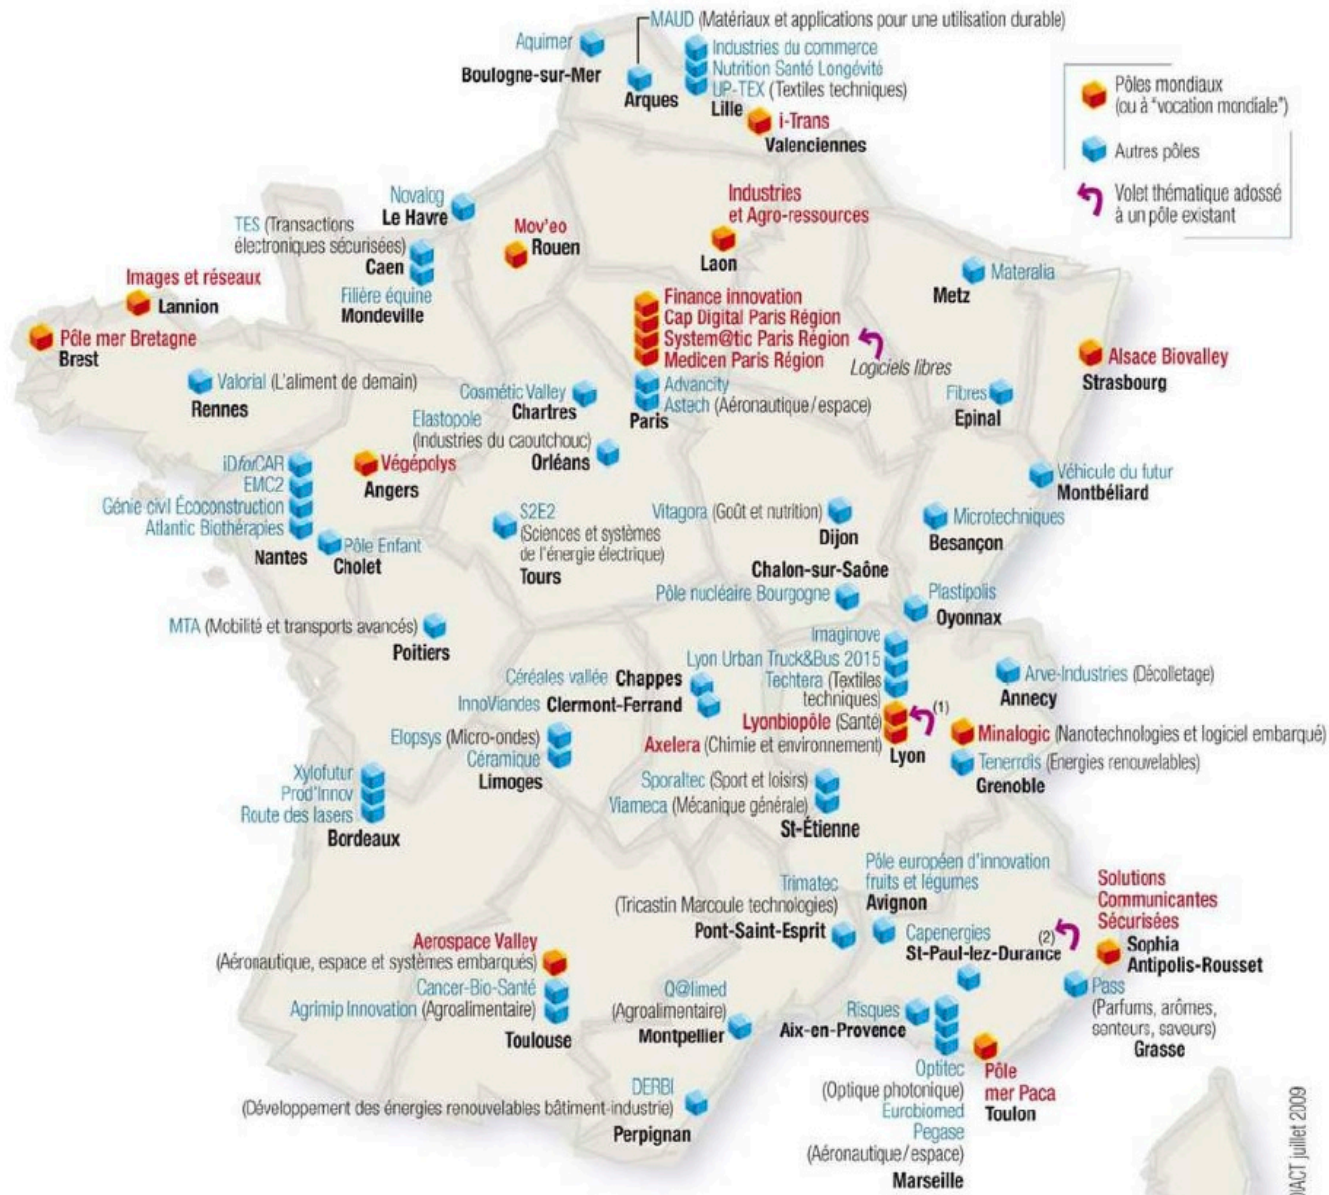 MAUD (Matériaux et applications pour une utilisation durable)
Arques
Aquimer
Boulogne-sur-Mer
Industries du commerce
Nutrition Santé Longévité
UP-TEX (Textiles techniques)
Lille
i-Trans
Valenciennes
Pôles mondiaux
(ou à "vocation mondiale")
Autres pôles
Volet thématique adossé
à un pôle existant
Novalog
Le Havre
TES (Transactions
électroniques sécurisées)
Caen
Filière équine
Mondeville
Mov'eo
Rouen
Industries
et Agro-ressources
Laon
Materalia
Metz
Images et réseaux
Lannion
Pôle mer Bretagne
Brest
Valorial (L'aliment de demain)
Rennes
Finance innovation
Cap Digital Paris Région
System@tic Paris Région
Medicen Paris Région
Logiciels libres
Advancity
Astech (Aéronautique/espace)
Paris
Alsace Biovalley
Strasbourg
Fibres
Epinal
Cosmétic Valley
Chartres
Elastopole
(Industries du caoutchouc)
Orléans
iDforCAR
EMC2
Génie civil Écoconstruction
Atlantic Biothérapies
Nantes
Végépolys
Angers
Pôle Enfant
Cholet
S2E2
(Sciences et systèmes
de l'énergie électrique)
Tours
Vitagora (Goût et nutrition)
Dijon
Microtechniques
Besançon
Véhicule du futur
Montbéliard
Chalon-sur-Saône
Pôle nucléaire Bourgogne
Plastipolis
Oyonnax
MTA (Mobilité et transports avancés)
Poitiers
Imaginove
Lyon Urban Truck&Bus 2015
Techtera (Textiles
techniques)
Lyonbiopôle (Santé)
(1)
Axelera (Chimie et environnement)
Lyon
Arve-Industries (Décolletage)
Annecy
Céréales vallée Chappes
InnoViandes Clermont-Ferrand
Elopsys (Micro-ondes)
Céramique
Limoges
Minalogic (Nanotechnologies et logiciel embarqué)
Tenerrdis (Energies renouvelables)
Grenoble
Xylofutur
Prod'Innov
Route des lasers
Bordeaux
Sporaltec (Sport et loisirs)
Viameca (Mécanique générale)
St-Étienne
Trimatec
(Tricastin Marcoule technologies)
Pont-Saint-Esprit
Pôle européen d'innovation
fruits et légumes
Avignon
Capenergies
(2)
St-Paul-lez-Durance
Solutions
Communicantes
Sécurisées
Sophia
Antipolis-Rousset
Aerospace Valley
(Aéronautique, espace et systèmes embarqués)
Cancer-Bio-Santé
Agrimip Innovation (Agroalimentaire)
Toulouse
Q@limed
(Agroalimentaire)
Montpellier
Risques
Aix-en-Provence
Pass
(Parfums, arômes,
senteurs, saveurs)
Grasse
DERBI
(Développement des énergies renouvelables bâtiment-industrie)
Perpignan
Optitec
(Optique photonique)
Eurobiomed
Pegase
(Aéronautique/espace)
Marseille
Pôle
mer Paca
Toulon
juillet 2009